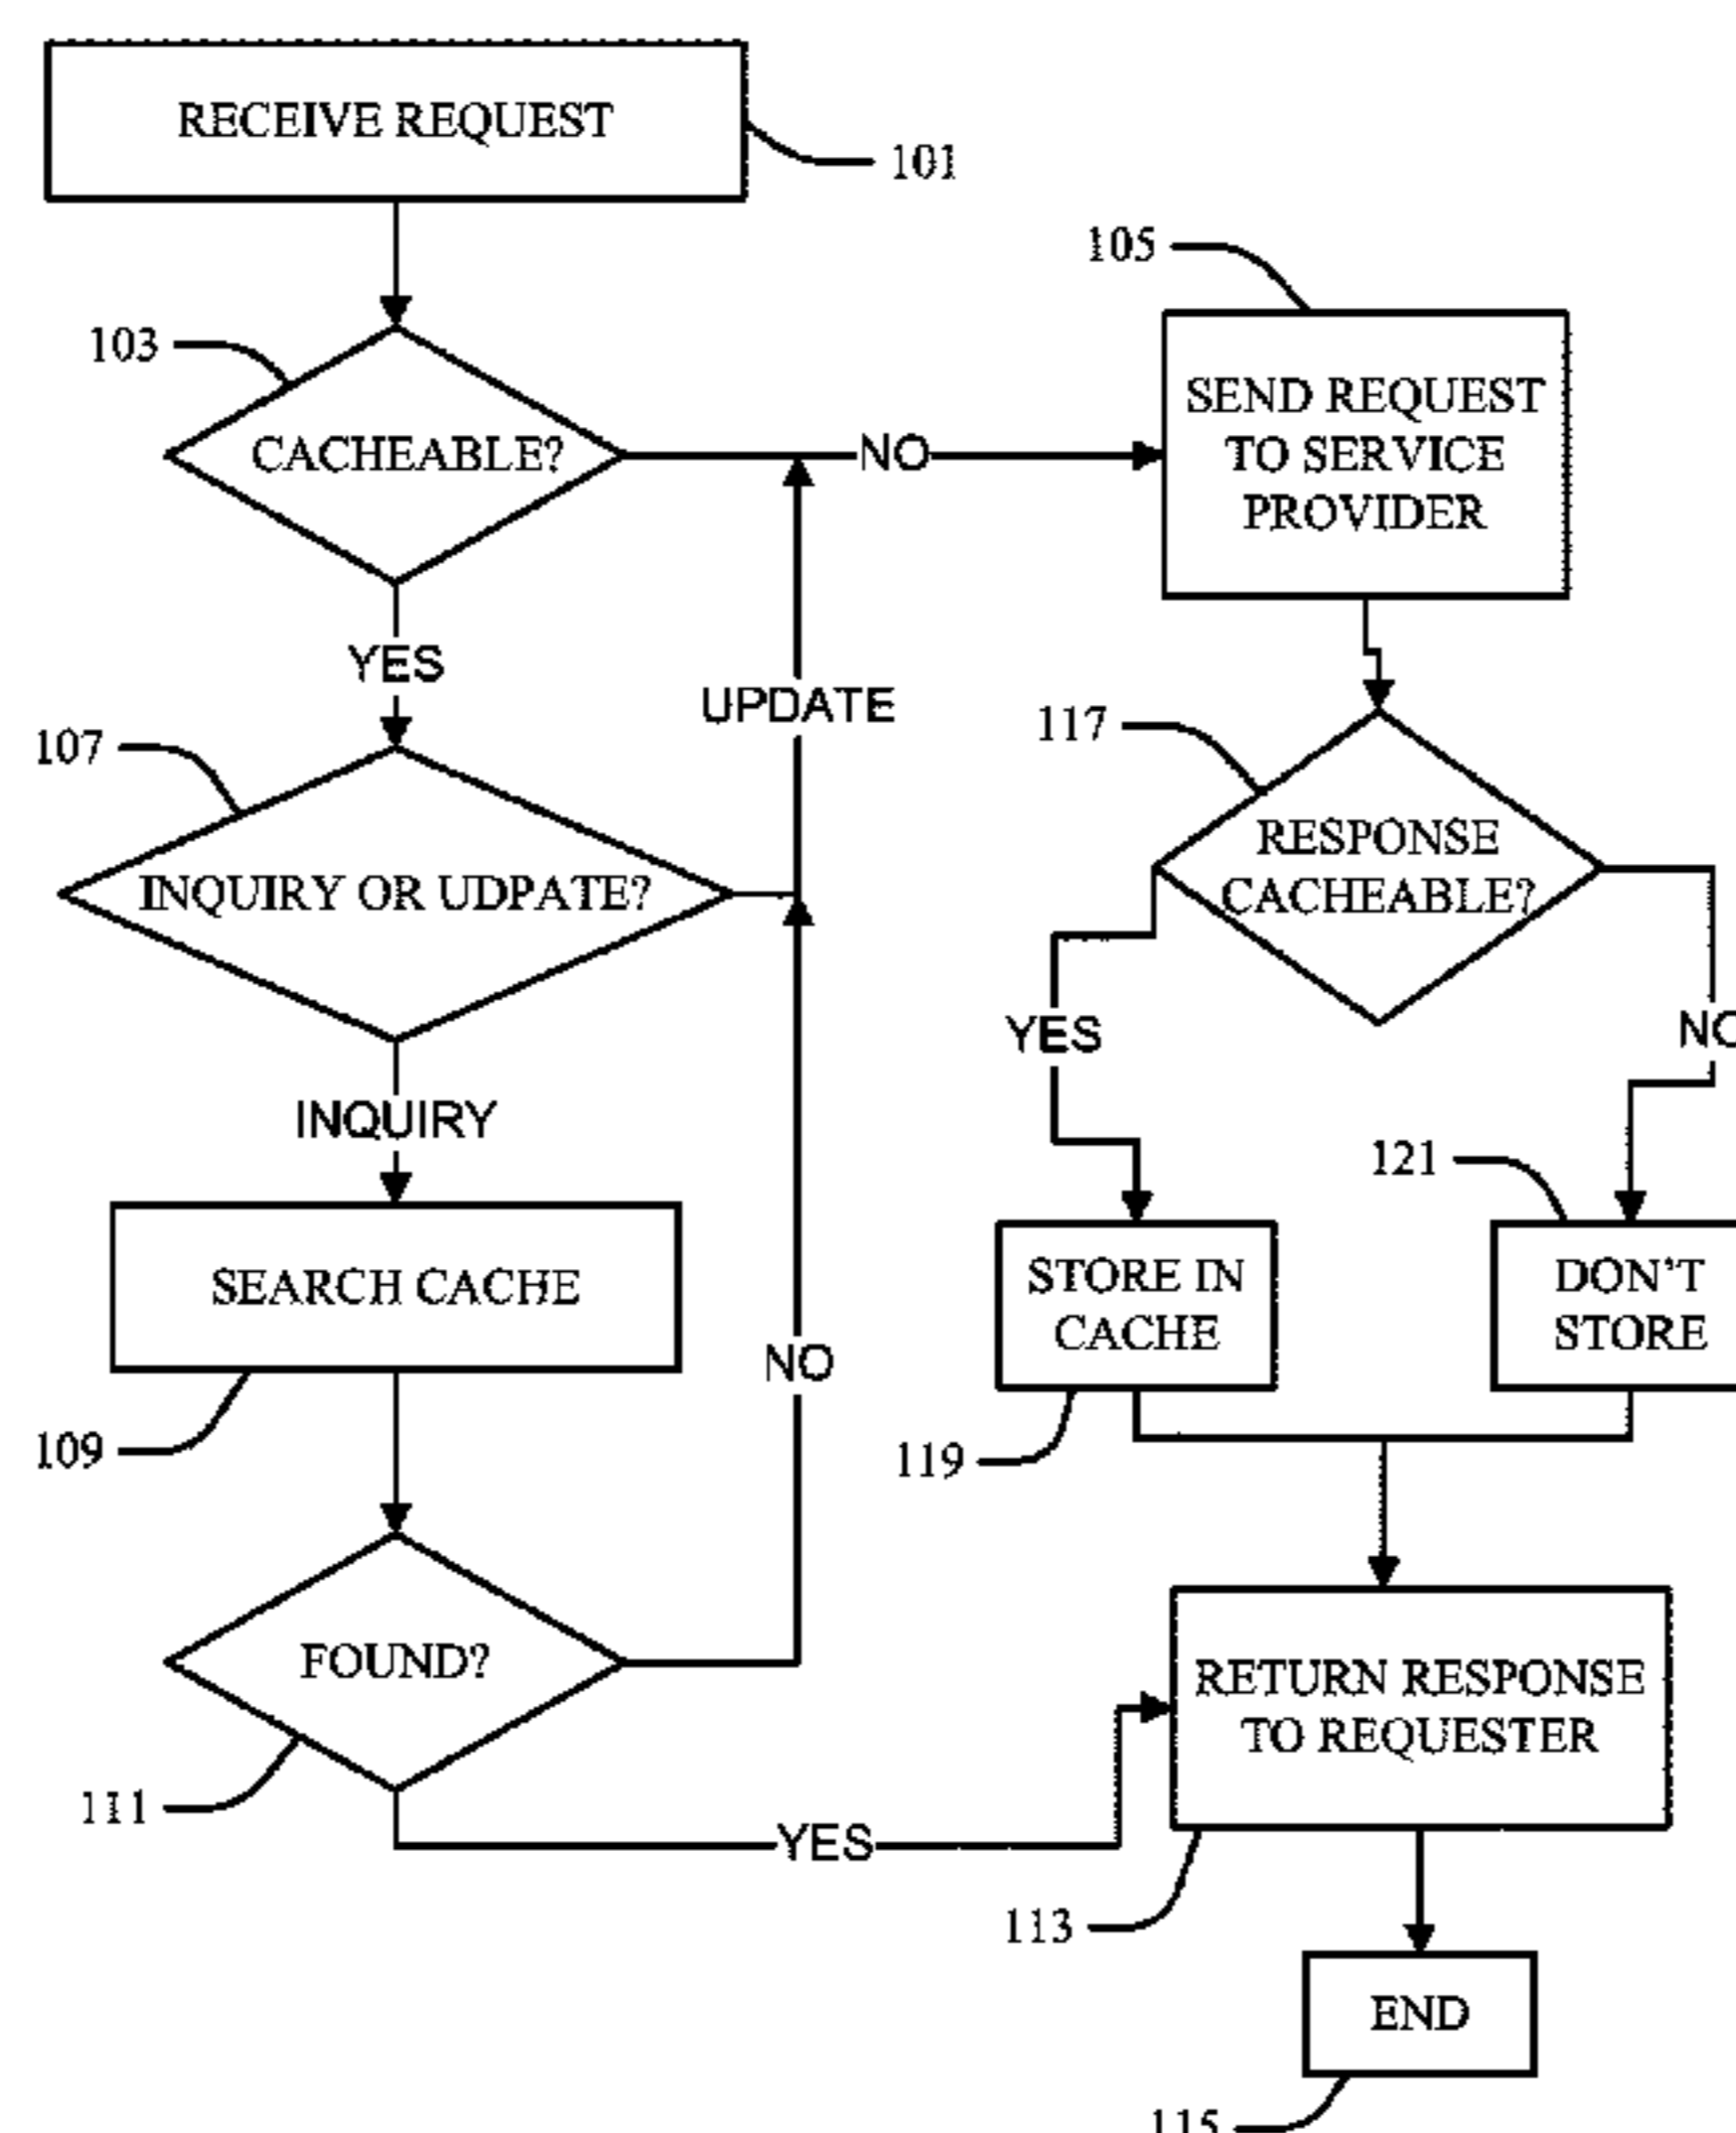 RECEIVE REQUEST
101
105
103
CACHEABLE?
NO
SEND REQUEST
TO SERVICE
PROVIDER
YES
UPDATE
107
117
INQUIRY OR UDPATE?
RESPONSE
CACHEABLE?
YES
NO
INQUIRY
121
SEARCH CACHE
STORE IN
CACHE
DON'T
STORE
NO
109
119
FOUND?
RETURN RESPONSE
TO REQUESTER
111
YES
113
END
115